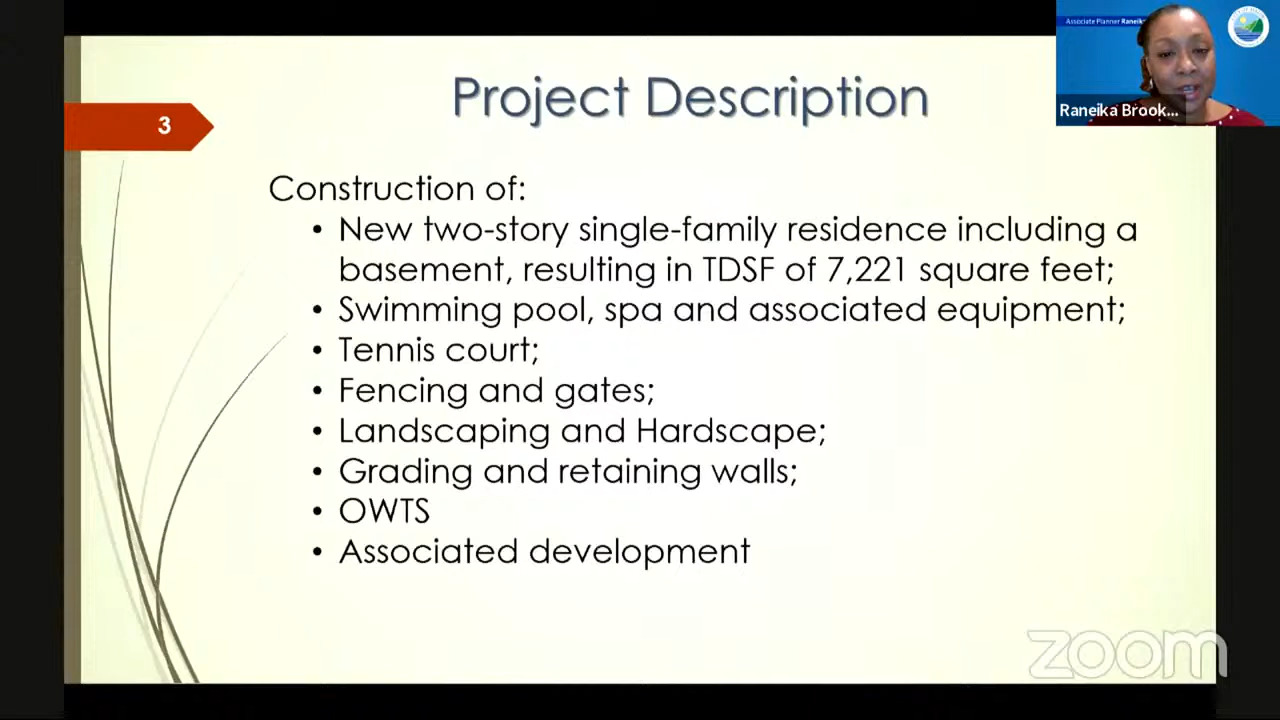 Associate Planner Raneika
Raneika Brook...
3
Project Description
Construction of:
• New two-story single-family residence including a
basement, resulting in TDSF of 7,221 square feet;
• Swimming pool, spa and associated equipment;
• Tennis court;
• Fencing and gates;
• Landscaping and Hardscape;
• Grading and retaining walls;
• OWTS
• Associated development
zoom